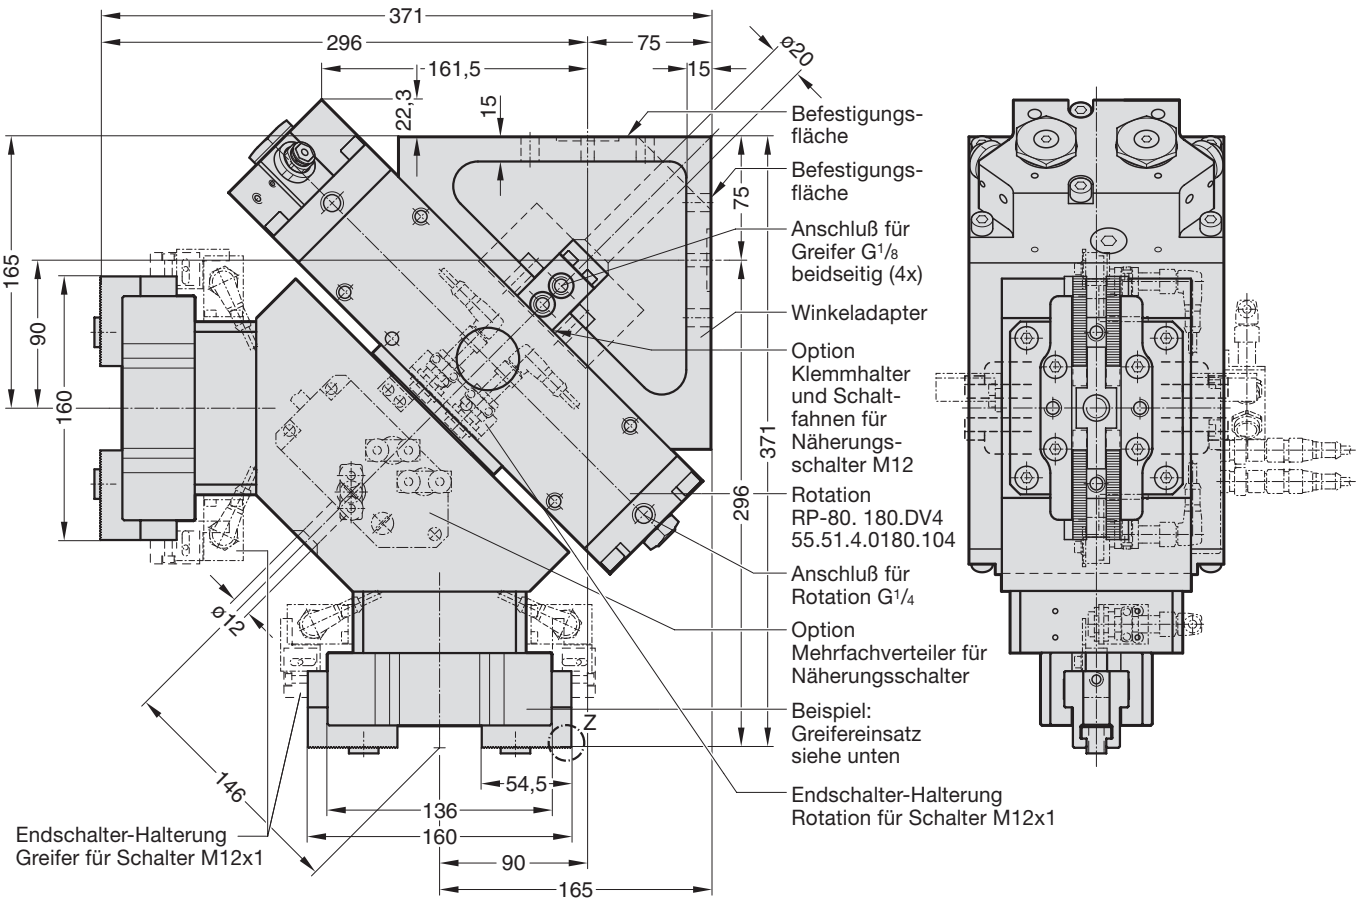 371
296
75
161,5
15
ø20
22,3
15
Befestigungs-
fläche
Befestigungs-
fläche
75
Anschluß für
Greifer G1/8
beidseitig (4x)
165
90
160
Winkeladapter
Option
Klemmhalter
und Schalt-
fahnen für
Näherungs-
schalter M12
371
296
Rotation
RP-80. 180.DV4
55.51.4.0180.104
Anschluß für
Rotation G1/4
ø12
Option
Mehrfachverteiler für
Näherungsschalter
Beispiel:
Greifereinsatz
siehe unten
Z
146
54,5
136
160
Endschalter-Halterung
Rotation für Schalter M12x1
Endschalter-Halterung
Greifer für Schalter M12x1
90
165